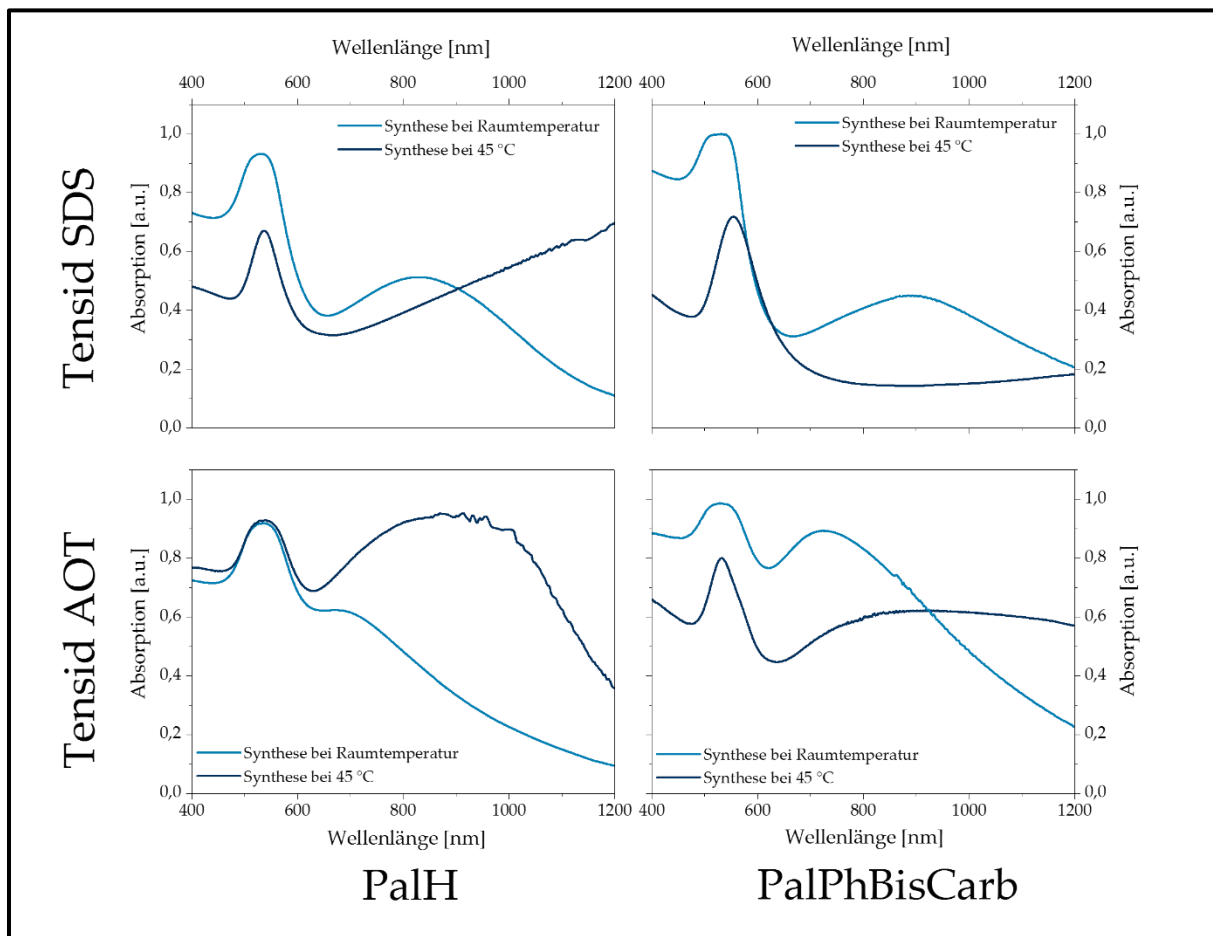 Wellenlänge [nm]
400 600 800 1000 1200
Wellenlänge [nm]
400 600 800 1000 1200
Tensid SDS
Absorption [a.u.]
1,0
0,8
0,6
0,4
0,2
0,0
Synthese bei Raumtemperatur
Synthese bei 45 °C
Synthese bei Raumtemperatur
Synthese bei 45 °C
1,0
0,8
0,6
0,4
0,2
0,0
Absorption [a.u.]
Tensid AOT
Absorption [a.u.]
1,0
0,8
0,6
0,4
0,2
0,0
Synthese bei Raumtemperatur
Synthese bei 45 °C
400 600 800 1000 1200
Wellenlänge [nm]
Synthese bei Raumtemperatur
Synthese bei 45 °C
1,0
0,8
0,6
0,4
0,2
0,0
Absorption [a.u.]
400 600 800 1000 1200
Wellenlänge [nm]
PalH
PalPhBisCarb